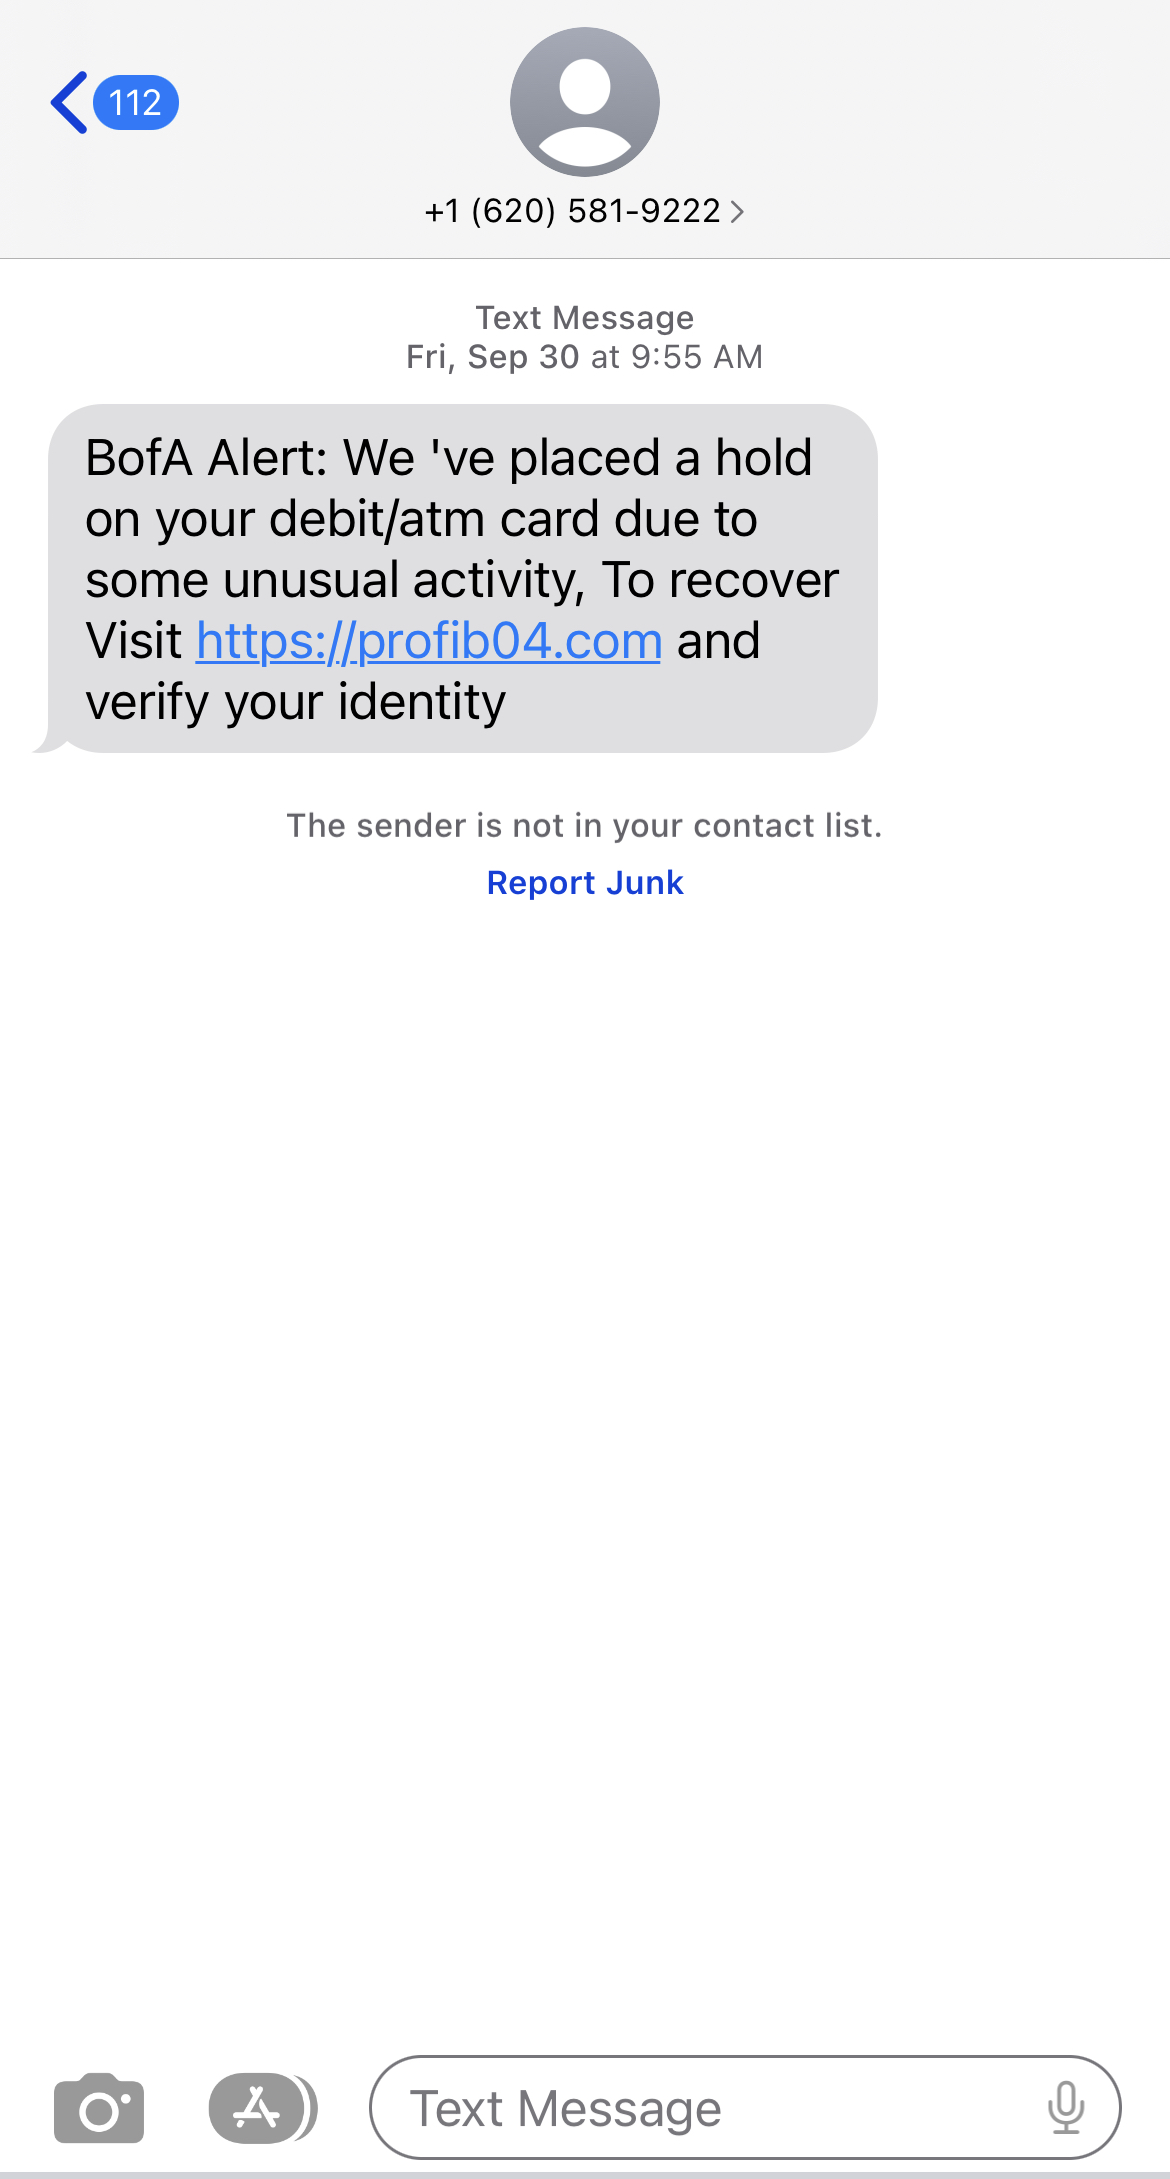 112
+1 (620) 581-9222
Text Message
Fri, Sep 30 at 9:55 AM
BofA Alert: We 've placed a hold
on your debit/atm card due to
some unusual activity, To recover
Visit https://profib04.com and
verify your identity
The sender is not in your contact list.
Report Junk
Text Message